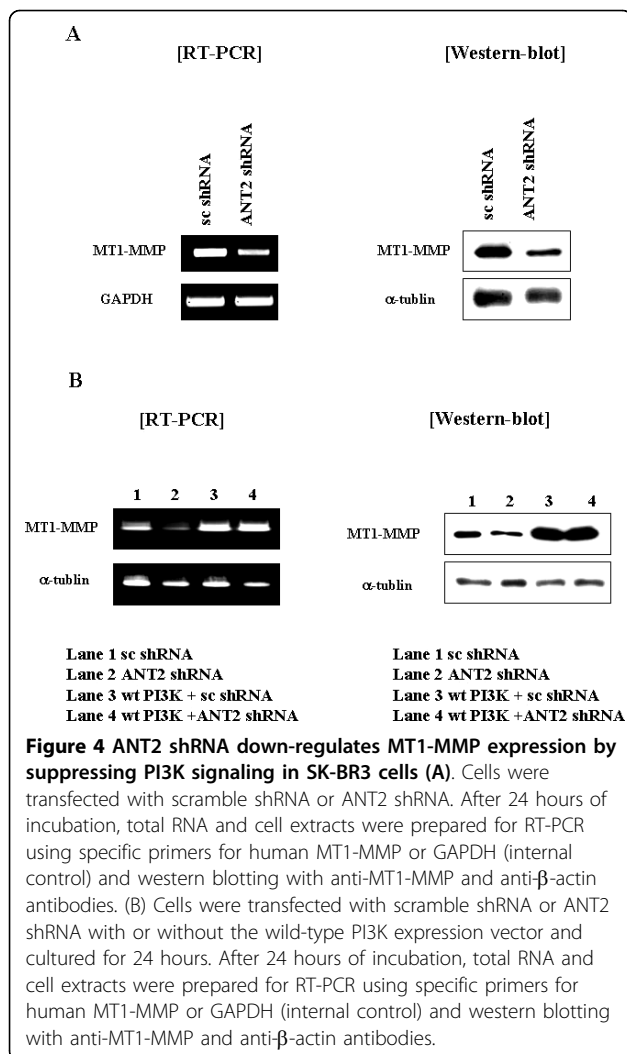 A
[RT-PCR] [Western-blot]
sc shRNA ANT2 shRNA sc shRNA ANT2 shRNA
MT1-MMP MT1-MMP
GAPDH α-tublin
B
[RT-PCR] [Western-blot]
1 2 3 4 1 2 3 4
MT1-MMP MT1-MMP
α-tublin α-tublin
Lane 1 sc shRNA Lane 1 sc shRNA
Lane 2 ANT2 shRNA Lane 2 ANT2 shRNA
Lane 3 wt PI3K + sc shRNA Lane 3 wt PI3K + sc shRNA
Lane 4 wt PI3K +ANT2 shRNA Lane 4 wt PI3K +ANT2 shRNA
Figure 4 ANT2 shRNA down-regulates MT1-MMP expression by
suppressing PI3K signaling in SK-BR3 cells (A). Cells were
transfected with scramble shRNA or ANT2 shRNA. After 24 hours of
incubation, total RNA and cell extracts were prepared for RT-PCR
using specific primers for human MT1-MMP or GAPDH (internal
control) and western blotting with anti-MT1-MMP and anti-β-actin
antibodies. (B) Cells were transfected with scramble shRNA or ANT2
shRNA with or without the wild-type PI3K expression vector and
cultured for 24 hours. After 24 hours of incubation, total RNA and
cell extracts were prepared for RT-PCR using specific primers for
human MT1-MMP or GAPDH (internal control) and western blotting
with anti-MT1-MMP and anti-β-actin antibodies.